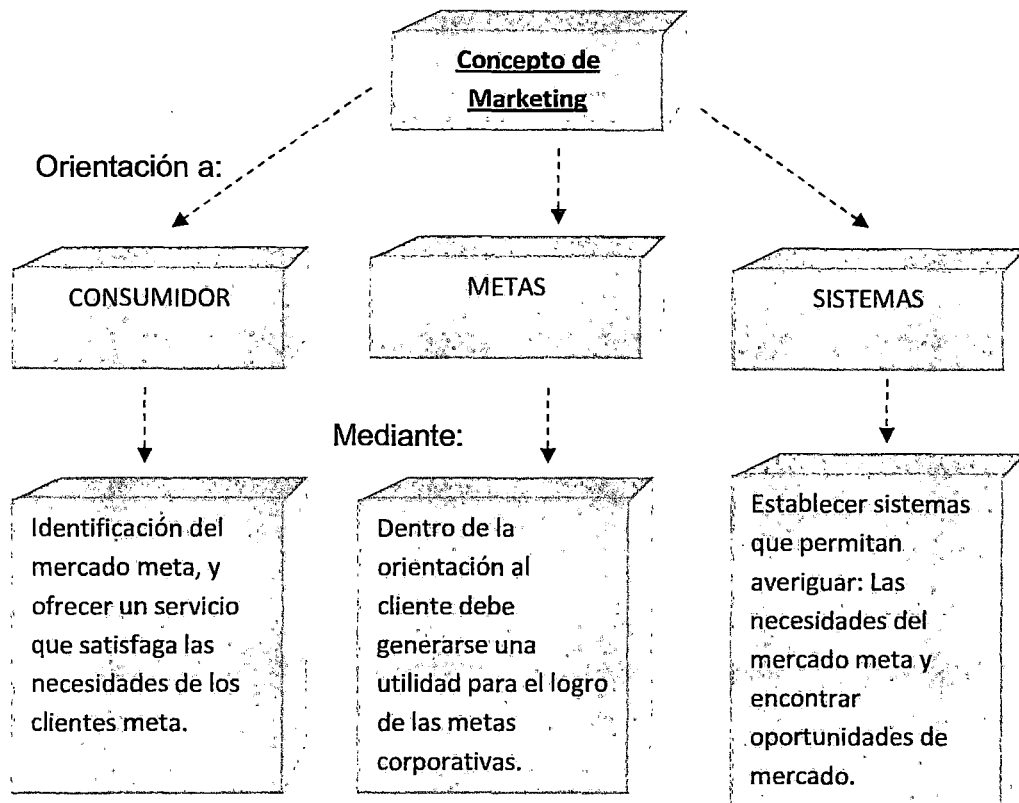 Concepto de
Marketing
Orientación a:
CONSUMIDOR
METAS
SISTEMAS
Mediante:
Identificación del
mercado meta, y
ofrecer un servicio
que satisfaga las
necesidades de los
clientes meta.
Dentro de la
orientación al
cliente debe
generarse una
utilidad para el logro
de las metas
corporativas.
Establecer sistemas
que permitan
averiguar: Las
necesidades del
mercado meta y
encontrar
oportunidades de
mercado.